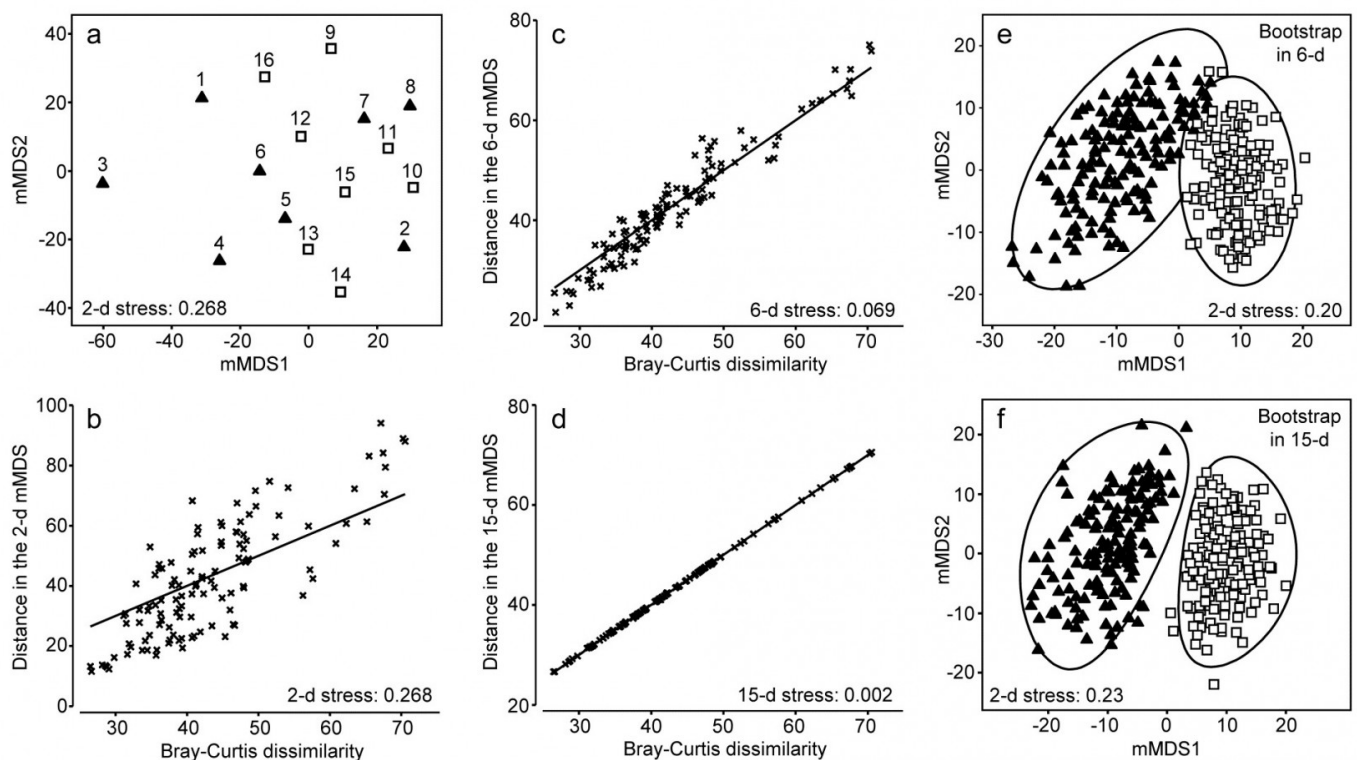 a
40
20
0
-20
-40
mMDS2
1
16
9
8
7
12
11
3
6
15
10
5
13
4
2
14
2-d stress: 0.268
-60
-40
-20
0
20
mMDS1
b
100
80
60
40
20
0
Distance in the 2-d mMDS
2-d stress: 0.268
30
40
50
60
70
Bray-Curtis dissimilarity
c
80
60
40
20
Distance in the 6-d mMDS
6-d stress: 0.069
30
40
50
60
70
Bray-Curtis dissimilarity
d
80
60
40
20
Distance in the 15-d mMDS
15-d stress: 0.002
30
40
50
60
70
Bray-Curtis dissimilarity
e
Bootstrap
in 6-d
20
10
0
-10
-20
mMDS2
2-d stress: 0.20
-30
-20
-10
0
10
20
mMDS1
f
Bootstrap
in 15-d
20
10
0
-10
-20
mMDS2
2-d stress: 0.23
-20
-10
0
10
20
mMDS1